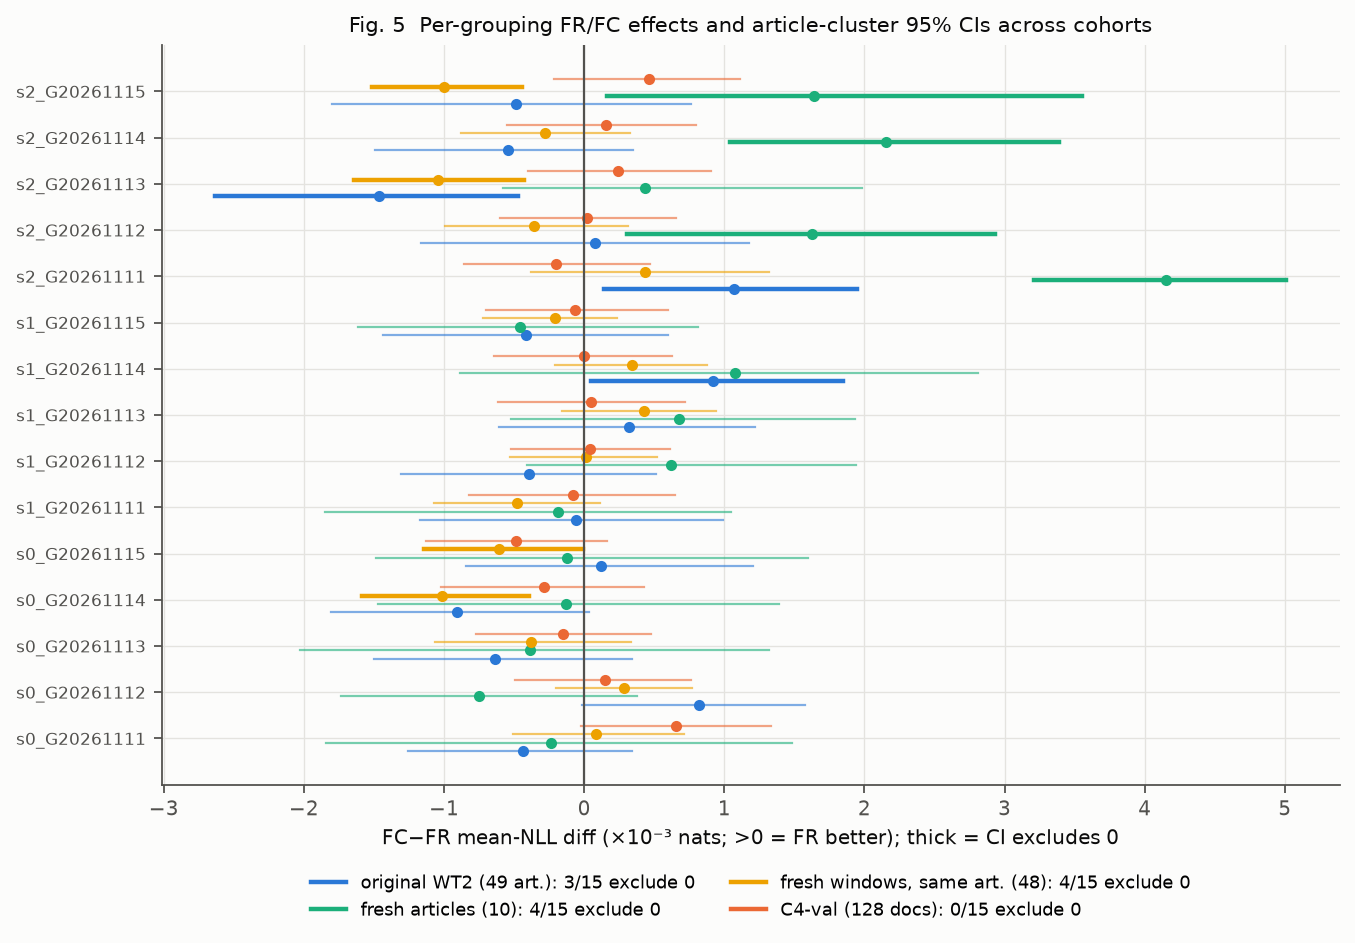 Fig. 5  Per-grouping FR/FC effects and article-cluster 95% CIs across cohorts
s2_G20261115
s2_G20261114
s2_G20261113
s2_G20261112
s2_G20261111
s1_G20261115
s1_G20261114
s1_G20261113
s1_G20261112
s1_G20261111
s0_G20261115
s0_G20261114
s0_G20261113
s0_G20261112
s0_G20261111
−3 −2 −1 0 1 2 3 4 5
FC−FR mean-NLL diff (×10⁻³ nats; >0 = FR better); thick = CI excludes 0
original WT2 (49 art.): 3/15 exclude 0
fresh articles (10): 4/15 exclude 0
fresh windows, same art. (48): 4/15 exclude 0
C4-val (128 docs): 0/15 exclude 0